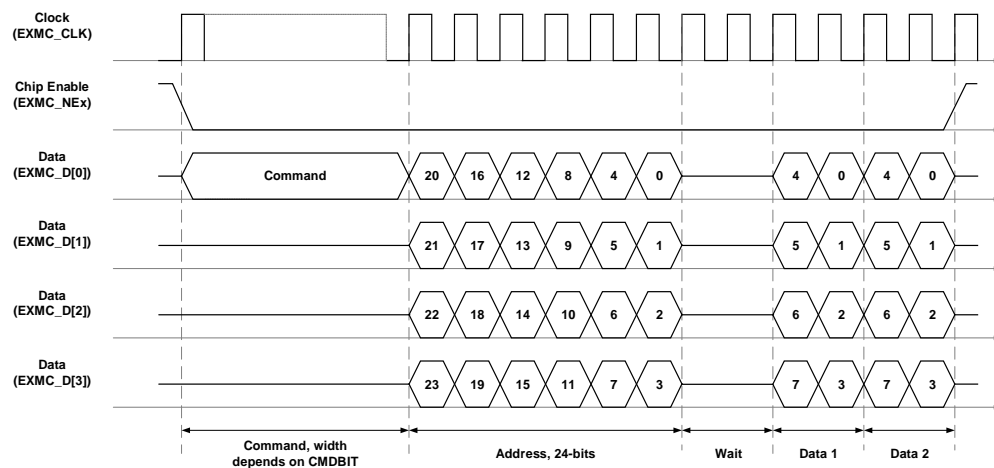 Clock
(EXMC_CLK)
Chip Enable
(EXMC_NEx)
Data
(EXMC_D[0])
Command
20 16 12 8 4 0 4 0 4 0
Data
(EXMC_D[1])
21 17 13 9 5 1 5 1 5 1
Data
(EXMC_D[2])
22 18 14 10 6 2 6 2 6 2
Data
(EXMC_D[3])
23 19 15 11 7 3 7 3 7 3
Command, width
depends on CMDBIT
Address, 24-bits
Wait
Data 1
Data 2